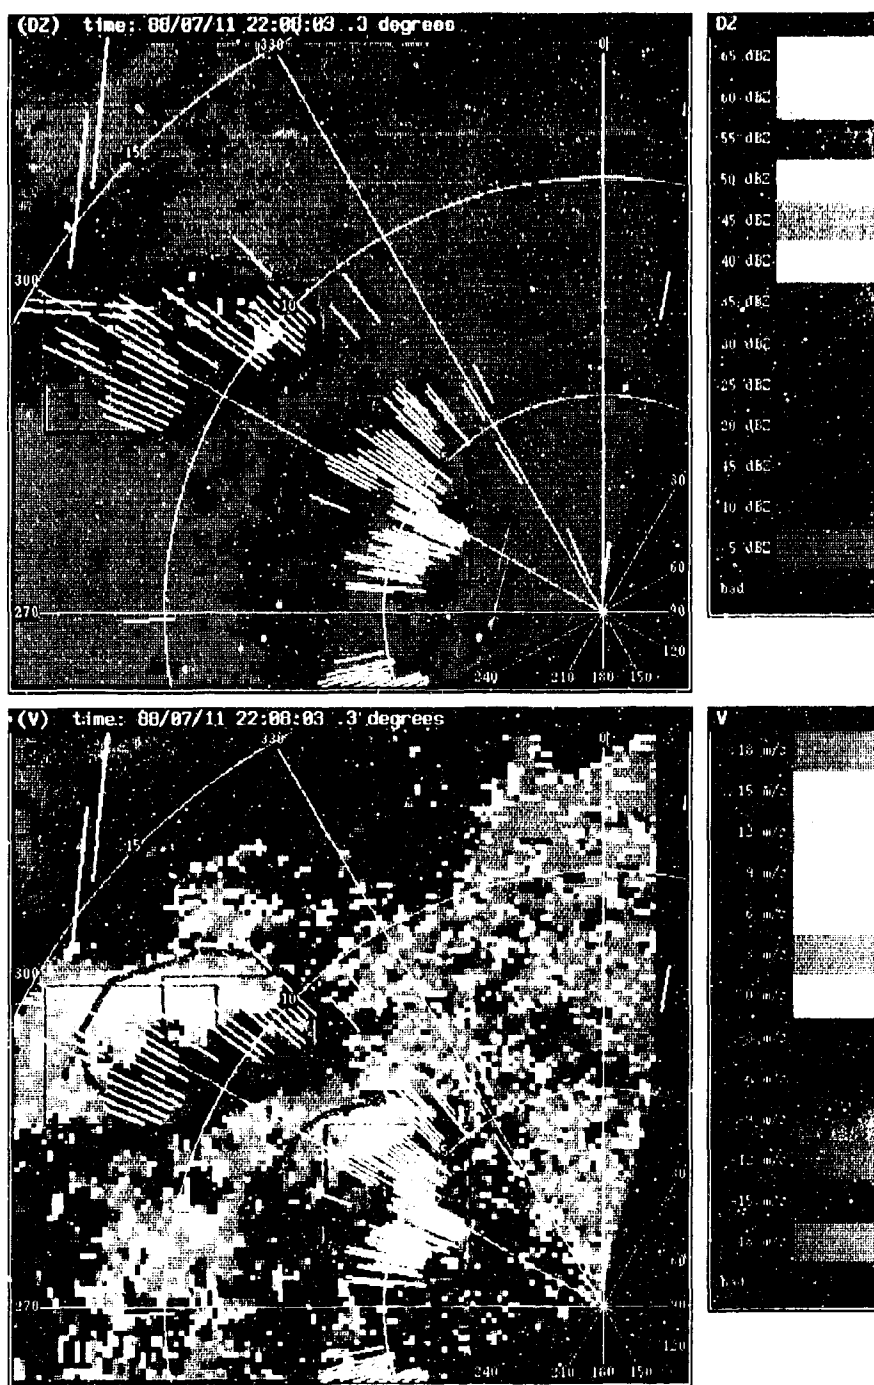 (DZ) time: 88/07/11 22:08:03 .3 degrees
330
0
15
300
10
30
60
270
90
120
240
210
180
150
DZ
65 dBZ
60 dBZ
55 dBZ
50 dBZ
45 dBZ
40 dBZ
35 dBZ
30 dBZ
25 dBZ
20 dBZ
15 dBZ
10 dBZ
5 dBZ
bad
(V) time: 88/07/11 22:08:03 .3 degrees
330
0
15
300
10
270
90
120
240
210
150
V
18 m/s
15 m/s
12 m/s
9 m/s
6 m/s
0 m/s
bad